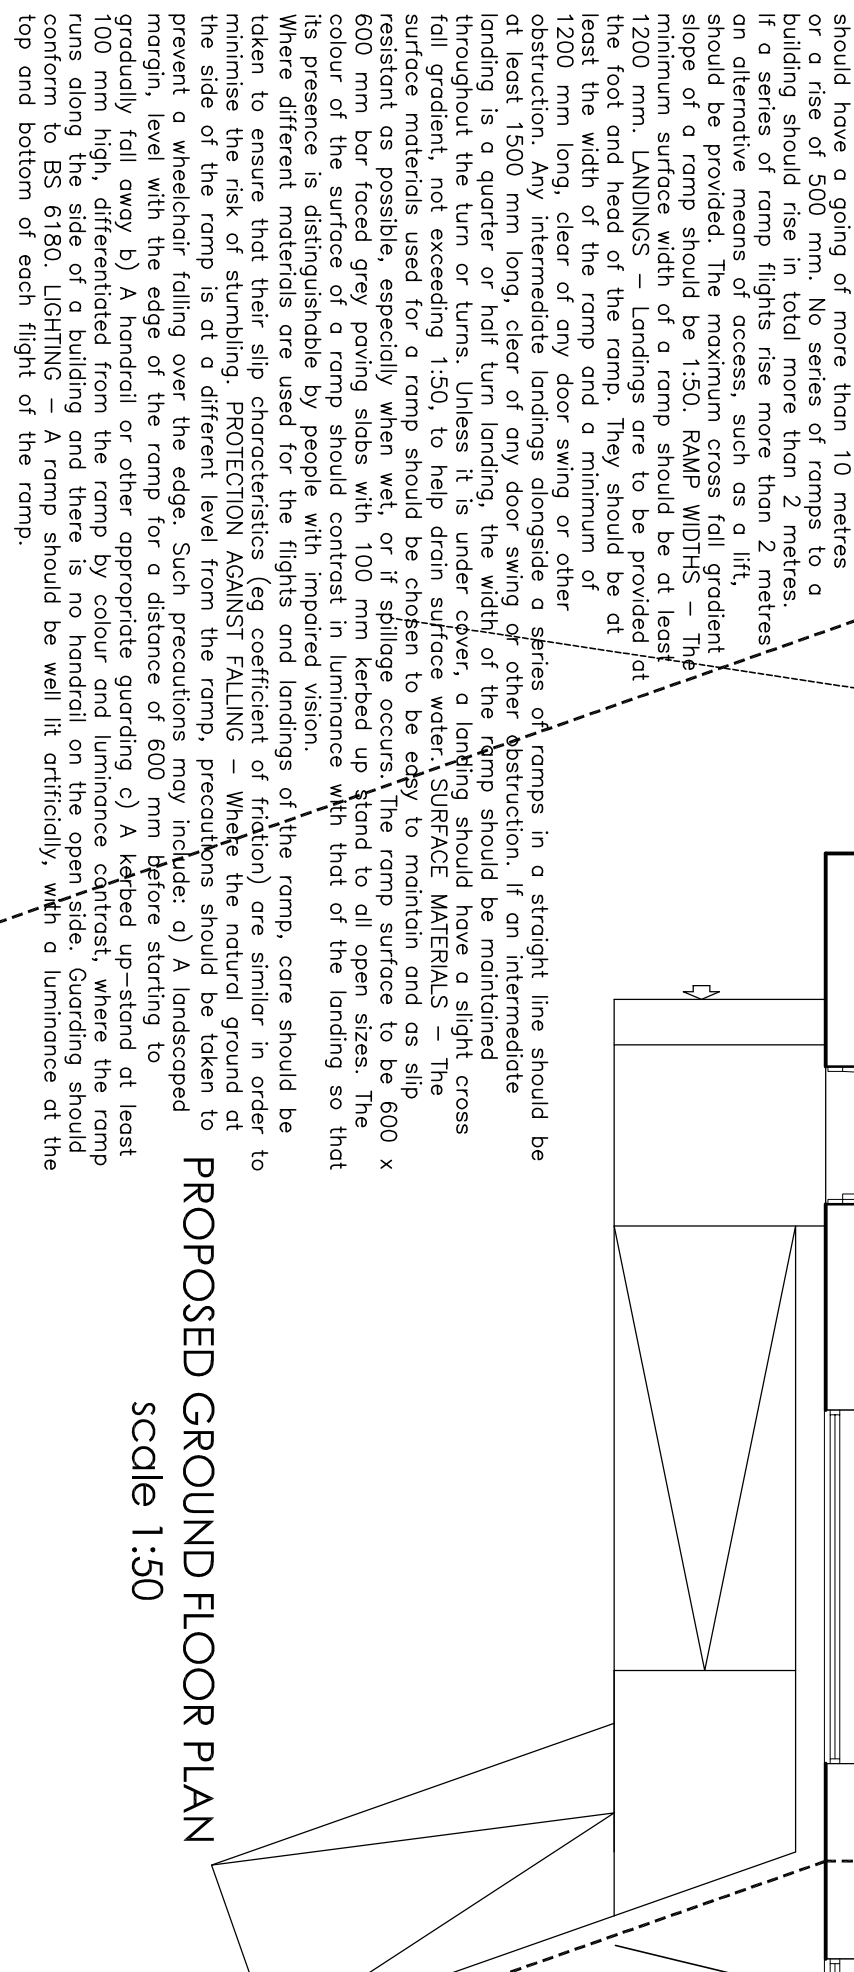 should have a going of more than 10 metres
or a rise of 500 mm. No series of ramps to a
building should rise in total more than 2 metres.
If a series of ramp flights rise more than 2 metres
an alternative means of access, such as a lift,
should be provided. The maximum cross fall gradient
slope of a ramp should be 1:50. RAMP WIDTHS – The
minimum surface width of a ramp should be at least
1200 mm. LANDINGS – Landings are to be provided at
the foot and head of the ramp. They should be at
least the width of the ramp and a minimum of
1200 mm long, clear of any door swing or other
obstruction. Any intermediate landings alongside a series of ramps in a straight line should be
at least 1500 mm long, clear of any door swing or other obstruction. If an intermediate
landing is a quarter or half turn landing, the width of the ramp should be maintained
throughout the turn or turns. Unless it is under cover, a landing should have a slight cross
fall gradient, not exceeding 1:50, to help drain surface water. SURFACE MATERIALS – The
surface materials used for a ramp should be chosen to be easy to maintain and as slip
resistant as possible, especially when wet, or if spillage occurs. The ramp surface to be 600 x
600 mm bar faced grey paving slabs with 100 mm kerbed up stand to all open sizes. The
colour of the surface of a ramp should contrast in luminance with that of the landing so that
its presence is distinguishable by people with impaired vision.
Where different materials are used for the flights and landings of the ramp, care should be
taken to ensure that their slip characteristics (eg coefficient of friation) are similar in order to
minimise the risk of stumbling. PROTECTION AGAINST FALLING – Where the natural ground at
the side of the ramp is at a different level from the ramp, precautions should be taken to
prevent a wheelchair falling over the edge. Such precautions may include: a) A landscaped
margin, level with the edge of the ramp for a distance of 600 mm before starting to
gradually fall away b) A handrail or other appropriate guarding c) A kerbed up–stand at least
100 mm high, differentiated from the ramp by colour and luminance contrast, where the ramp
runs along the side of a building and there is no handrail on the open side. Guarding should
conform to BS 6180. LIGHTING – A ramp should be well lit artificially, with a luminance at the
top and bottom of each flight of the ramp.
PROPOSED GROUND FLOOR PLAN
scale 1:50